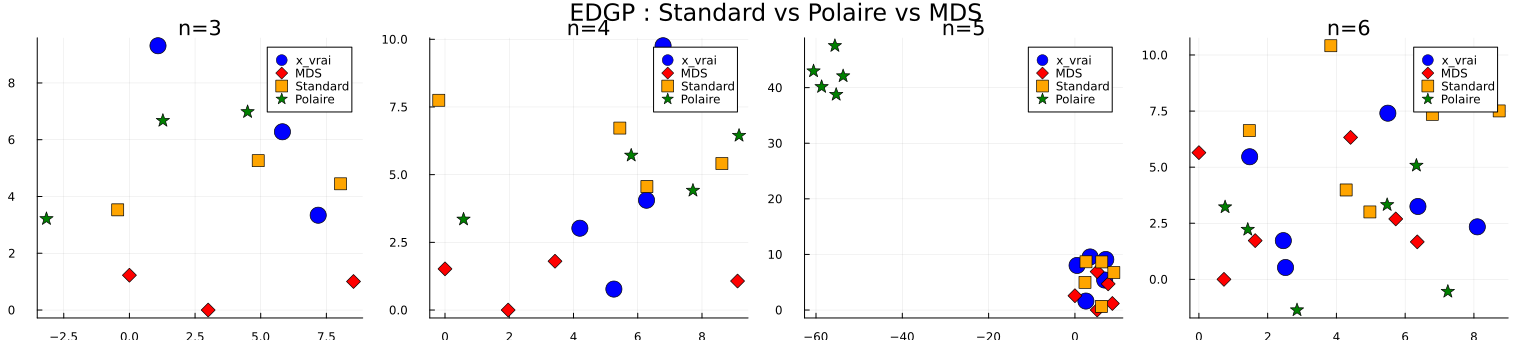 EDGP : Standard vs Polaire vs MDS
n=3
x_vrai
MDS
Standard
Polaire
0
2
4
6
8
−2.5
0.0
2.5
5.0
7.5
n=4
x_vrai
MDS
Standard
Polaire
0.0
2.5
5.0
7.5
10.0
0
2
4
6
8
n=5
x_vrai
MDS
Standard
Polaire
0
10
20
30
40
−60
−40
−20
0
n=6
x_vrai
MDS
Standard
Polaire
0.0
2.5
5.0
7.5
10.0
0
2
4
6
8